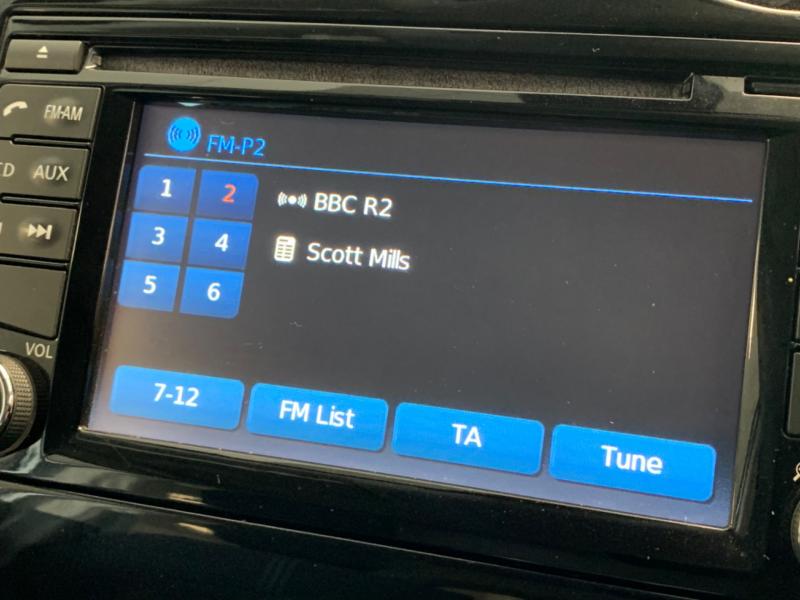 FM-AM
FM-P2
1 2
BBC R2
AUX
3 4
Scott Mills
5 6
VOL
7-12
FM List
TA
Tune